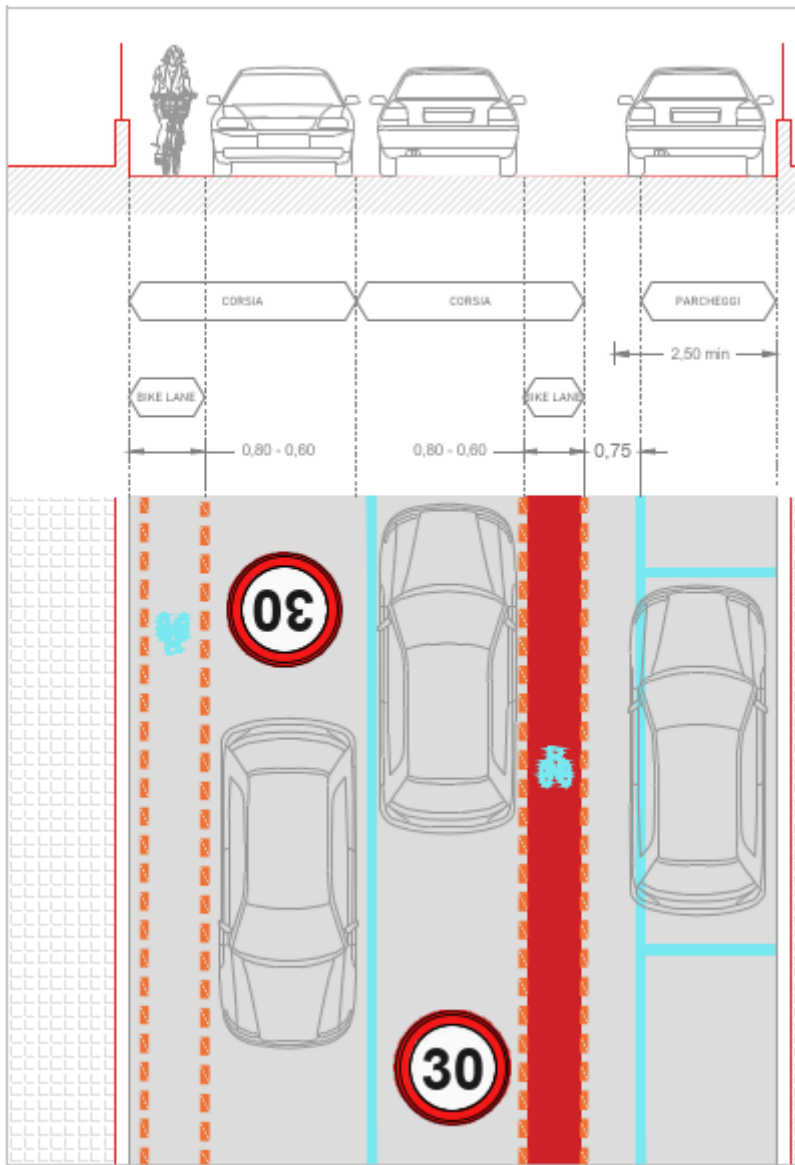 CORSIA
CORSIA
PARCHEGGI
2,50 min
BIKE LANE
BIKE LANE
0,80 - 0,60
0,80 - 0,60
0,75
30
30